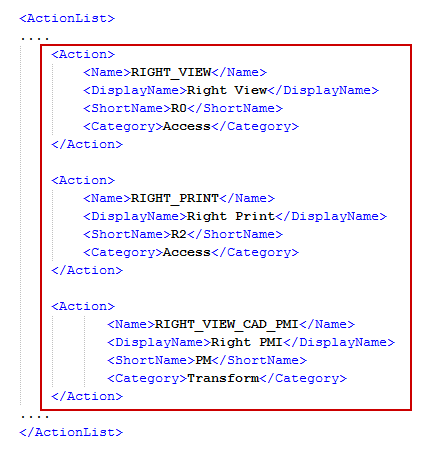 <ActionList>
....
<Action>
<Name>RIGHT_VIEW</Name>
<DisplayName>Right View</DisplayName>
<ShortName>R0</ShortName>
<Category>Access</Category>
</Action>
<Action>
<Name>RIGHT_PRINT</Name>
<DisplayName>Right Print</DisplayName>
<ShortName>R2</ShortName>
<Category>Access</Category>
</Action>
<Action>
<Name>RIGHT_VIEW_CAD_PMI</Name>
<DisplayName>Right PMI</DisplayName>
<ShortName>PM</ShortName>
<Category>Transform</Category>
</Action>
....
</ActionList>